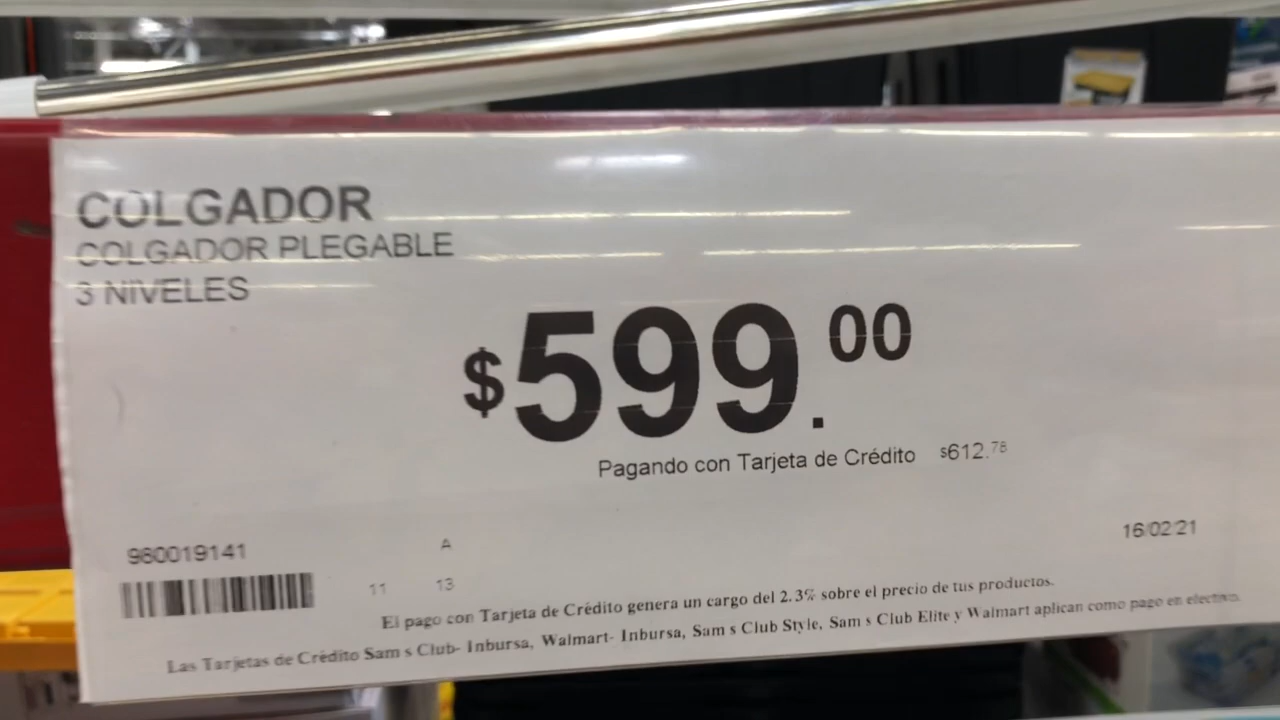 COLGADOR
COLGADOR PLEGABLE
3 NIVELES
$599.00
Pagando con Tarjeta de Crédito $612.78
980019141
A
16/02/21
11 13
El pago con Tarjeta de Crédito genera un cargo del 2.3% sobre el precio de tus productos.
Las Tarjetas de Crédito Sam s Club- Inbursa, Walmart- Inbursa, Sam s Club Style, Sam s Club Elite y Walmart aplican como pago en efectivo.